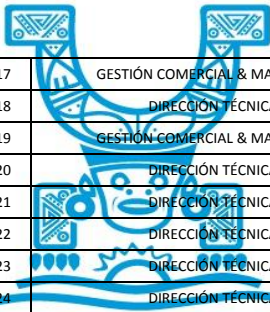 17 GESTIÓN COMERCIAL & MA
18 DIRECCIÓN TÉCNICA
19 GESTIÓN COMERCIAL & MA
20 DIRECCIÓN TÉCNICA
21 DIRECCIÓN TÉCNICA
22 DIRECCIÓN TÉCNICA
23 DIRECCIÓN TÉCNICA
24 DIRECCIÓN TÉCNICA